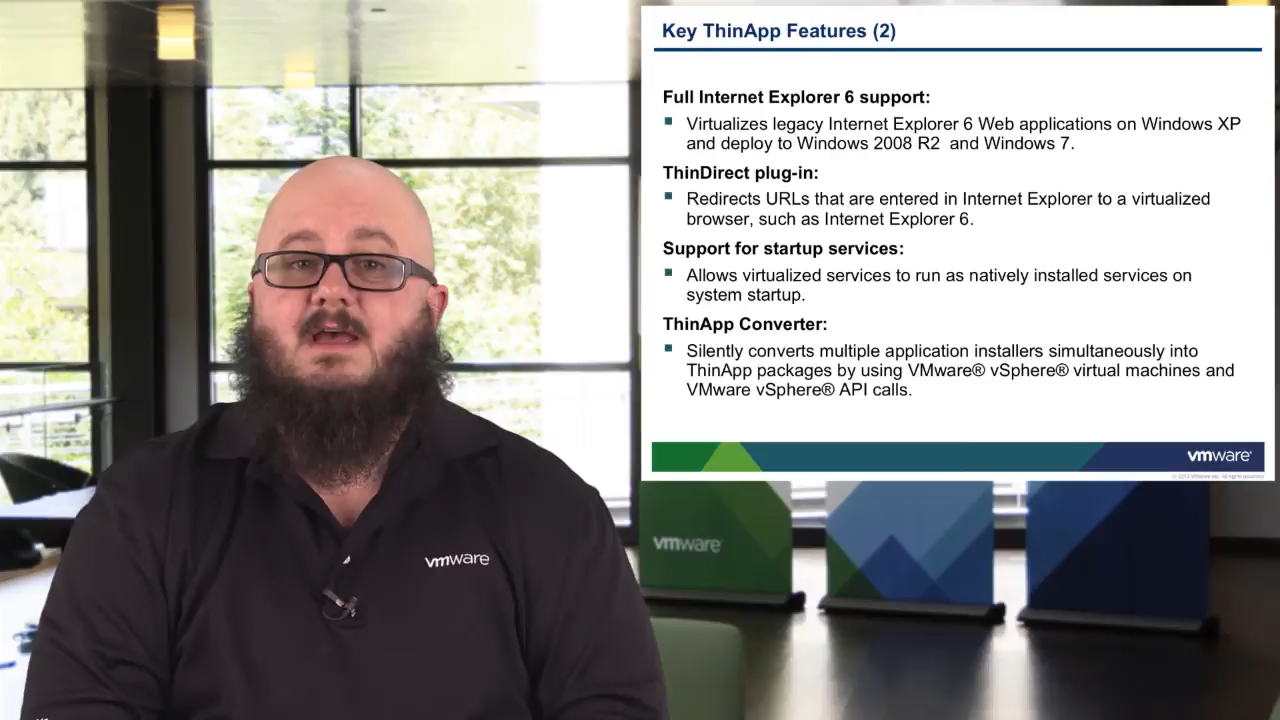 Key ThinApp Features (2)
Full Internet Explorer 6 support:
Virtualizes legacy Internet Explorer 6 Web applications on Windows XP
and deploy to Windows 2008 R2 and Windows 7.
ThinDirect plug-in:
Redirects URLs that are entered in Internet Explorer to a virtualized
browser, such as Internet Explorer 6.
Support for startup services:
Allows virtualized services to run as natively installed services on
system startup.
ThinApp Converter:
Silently converts multiple application installers simultaneously into
ThinApp packages by using VMware® vSphere® virtual machines and
VMware vSphere® API calls.
vmware®
vmware
vmware